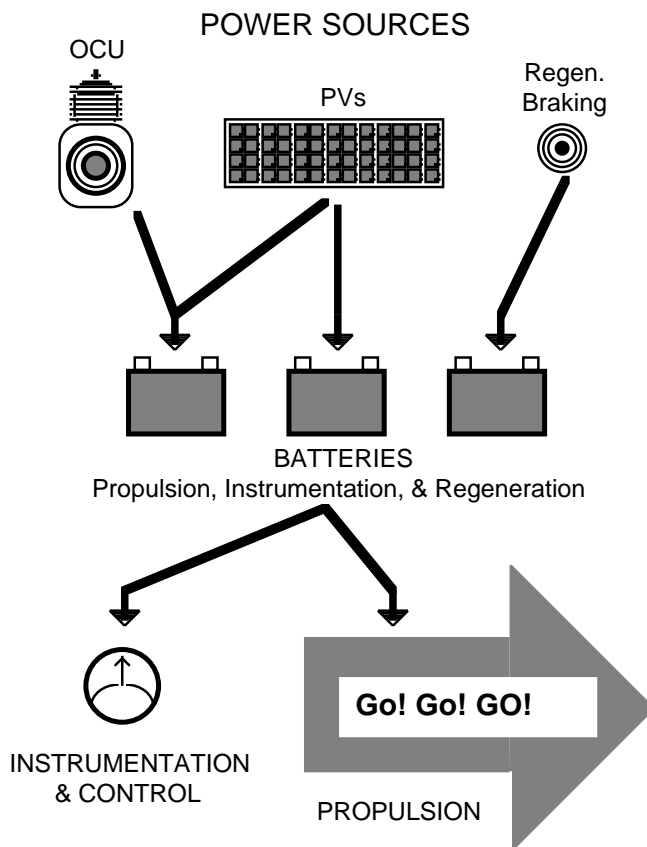 POWER SOURCES
OCU
PVs
Regen.
Braking
BATTERIES
Propulsion, Instrumentation, & Regeneration
Go! Go! GO!
INSTRUMENTATION
& CONTROL
PROPULSION